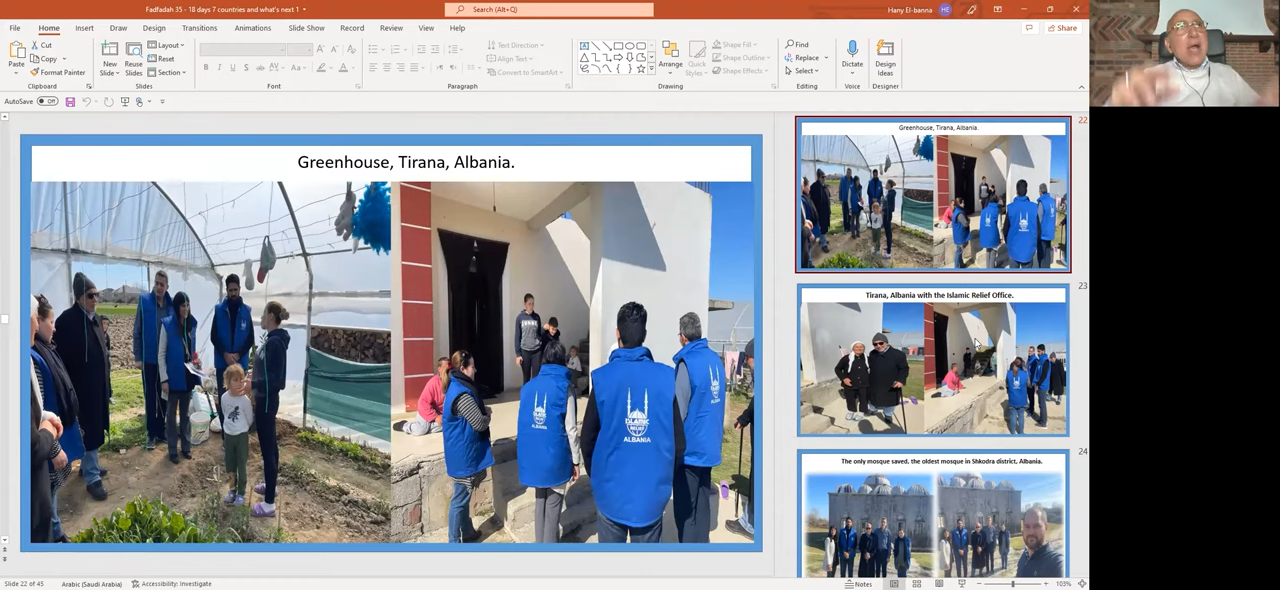 Fadfadah 35 - 18 days 7 countries and what's next 1
Search (Alt+Q)
Hany El-banna
HE
File
Home
Insert
Draw
Design
Transitions
Animations
Slide Show
Record
Review
View
Help
Share
Paste
Cut
Copy
Format Painter
Clipboard
New
Slide
Reuse
Slides
Layout
Reset
Section
Slides
Font
Text Direction
Align Text
Convert to SmartArt
Paragraph
Arrange
Quick
Styles
Shape Fill
Shape Outline
Shape Effects
Drawing
Find
Replace
Select
Editing
Dictate
Voice
Design
Ideas
Designer
AutoSave
Off
Greenhouse, Tirana, Albania.
ISLAMIC
RELIEF
ALBANIA
22
Greenhouse, Tirana, Albania.
23
Tirana, Albania with the Islamic Relief Office.
24
The only mosque saved, the oldest mosque in Shkodra district, Albania.
Slide 22 of 45
Arabic (Saudi Arabia)
Accessibility: Investigate
Notes
103%